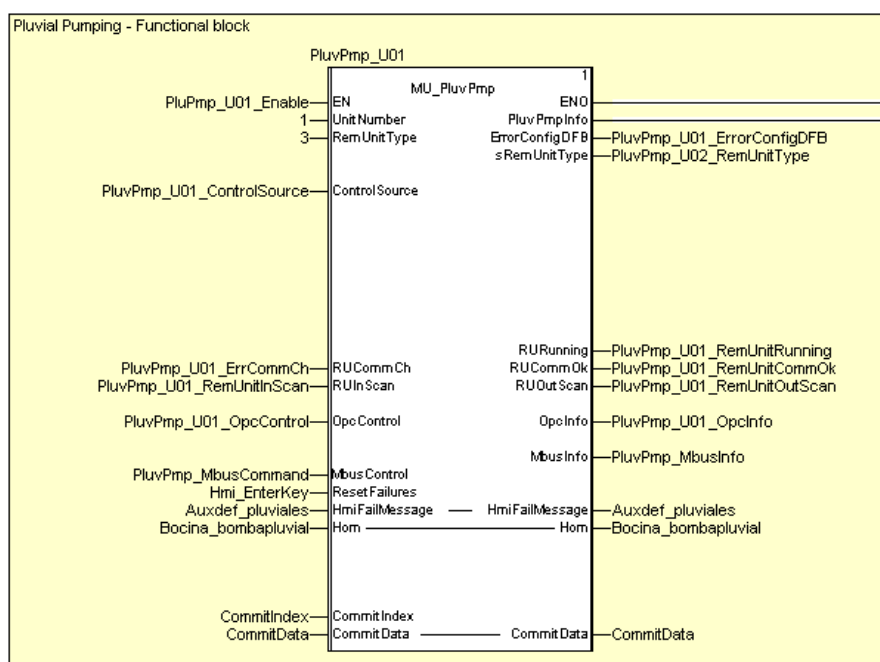 Pluvial Pumping - Functional block
PluvPmp_U01
1
MU_PluvPmp
PluPmp_U01_Enable EN ENO
1 UnitNumber PluvPmpInfo
3 RemUnitType ErrorConfigDFB PluvPmp_U01_ErrorConfigDFB
sRemUnitType PluvPmp_U02_RemUnitType
PluvPmp_U01_ControlSource ControlSource
RURunning PluvPmp_U01_RemUnitRunning
PluvPmp_U01_ErrCommCh RUCommCh RUCommOk PluvPmp_U01_RemUnitCommOk
PluvPmp_U01_RemUnitInScan RUInScan RUOutScan PluvPmp_U01_RemUnitOutScan
PluvPmp_U01_OpcControl OpcControl OpcInfo PluvPmp_U01_OpcInfo
MbusInfo PluvPmp_MbusInfo
PluvPmp_MbusCommand MbusControl
Hmi_EnterKey ResetFailures
Auxdef_pluviales HmiFailMessage HmiFailMessage Auxdef_pluviales
Bocina_bombapluvial Horn Horn Bocina_bombapluvial
CommitIndex CommitIndex
CommitData CommitData CommitData CommitData